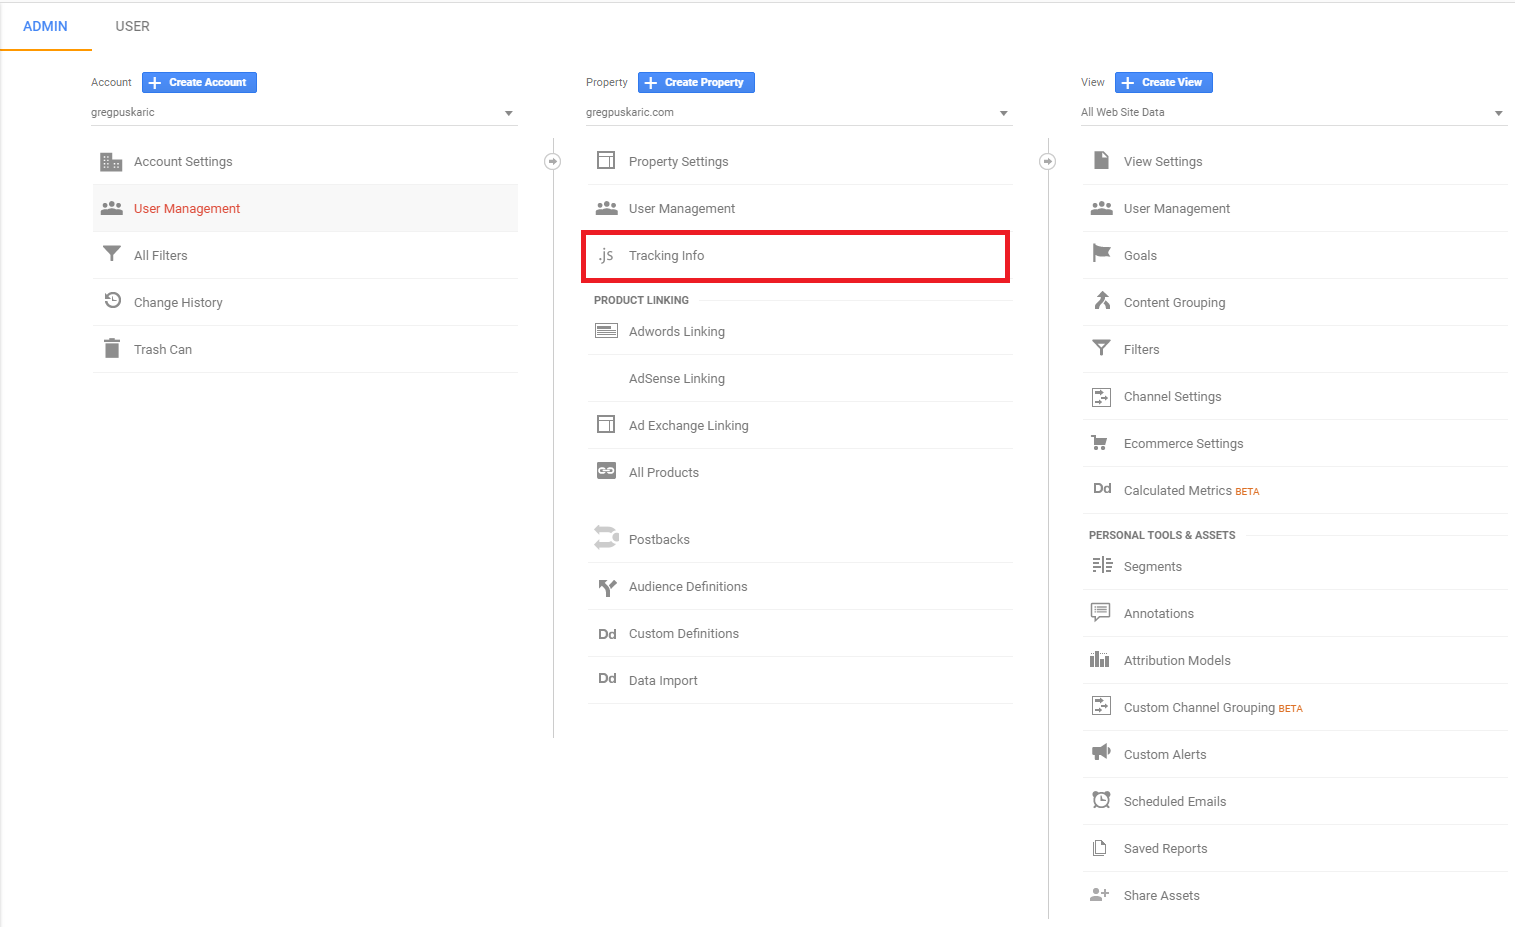 ADMIN
USER
Account
Create Account
gregpuskaric
Account Settings
User Management
All Filters
Change History
Trash Can
Property
Create Property
gregpuskaric.com
Property Settings
User Management
.js Tracking Info
PRODUCT LINKING
Adwords Linking
AdSense Linking
Ad Exchange Linking
All Products
Postbacks
Audience Definitions
Dd Custom Definitions
Dd Data Import
View
Create View
All Web Site Data
View Settings
User Management
Goals
Content Grouping
Filters
Channel Settings
Ecommerce Settings
Dd Calculated Metrics BETA
PERSONAL TOOLS & ASSETS
Segments
Annotations
Attribution Models
Custom Channel Grouping BETA
Custom Alerts
Scheduled Emails
Saved Reports
Share Assets